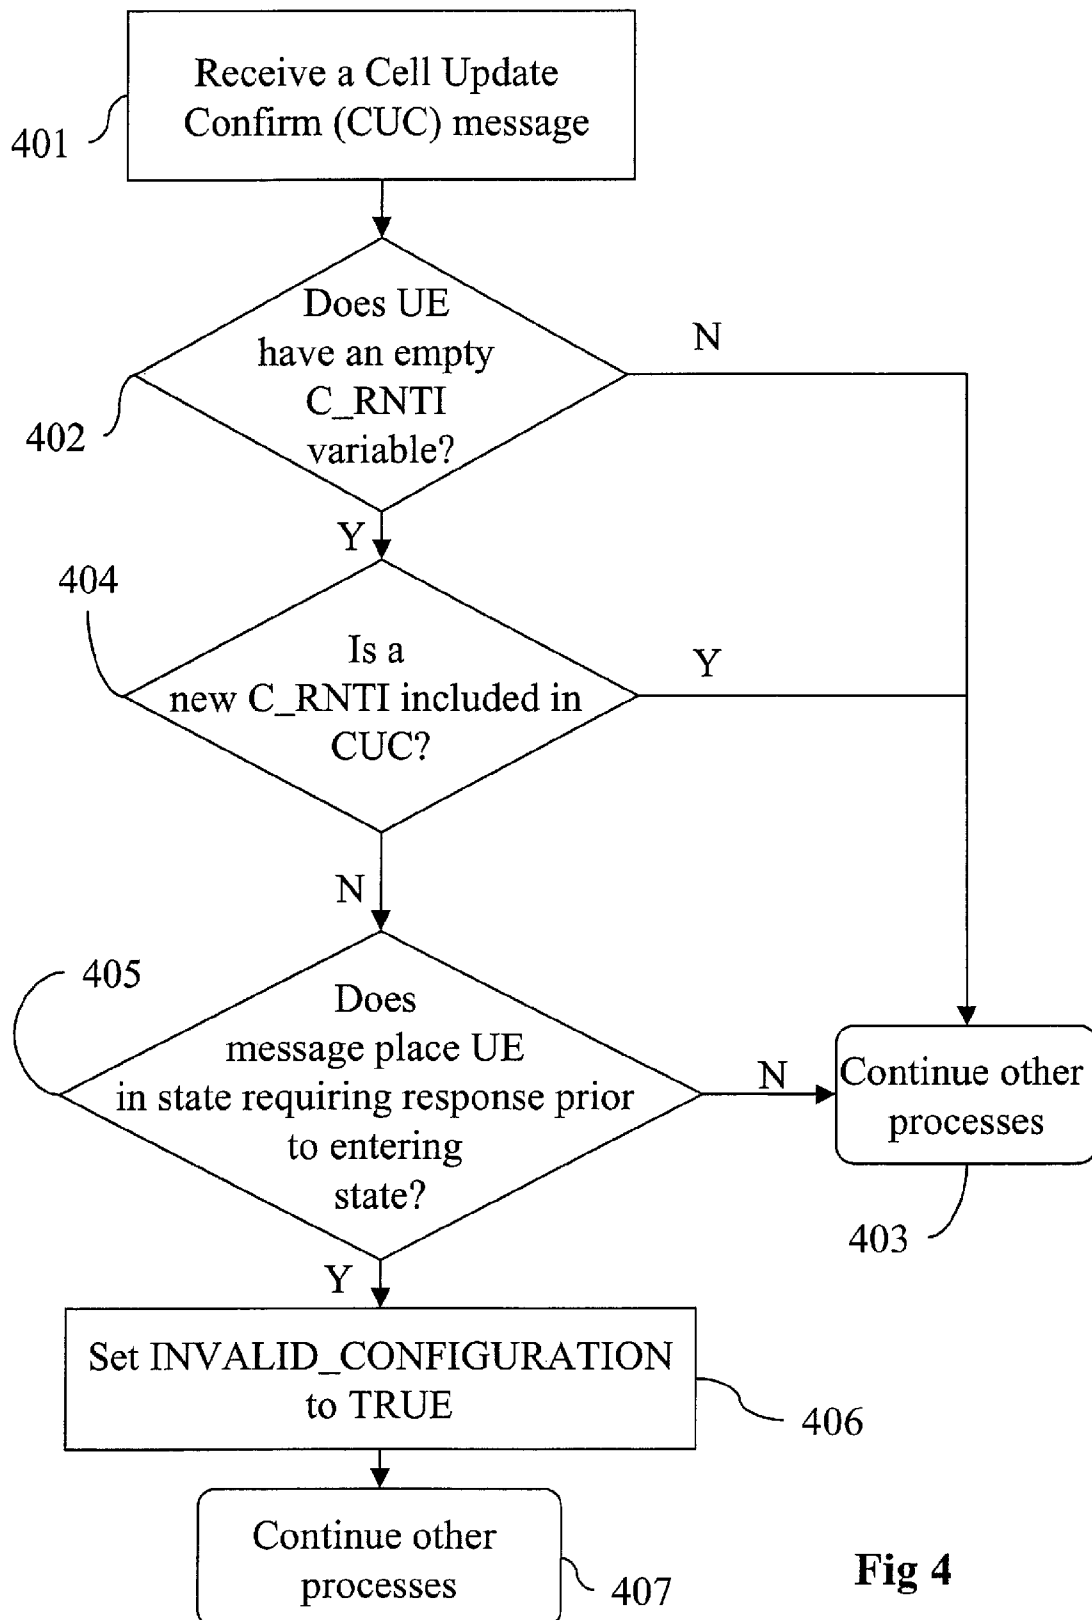 Receive a Cell Update
Confirm (CUC) message
401
Does UE
have an empty
C_RNTI
variable?
N
402
Y
404
Is a
new C_RNTI included in
CUC?
Y
N
405
Does
message place UE
in state requiring response prior
to entering
state?
N
Continue other
processes
403
Y
Set INVALID_CONFIGURATION
to TRUE
406
Continue other
processes
407
Fig 4